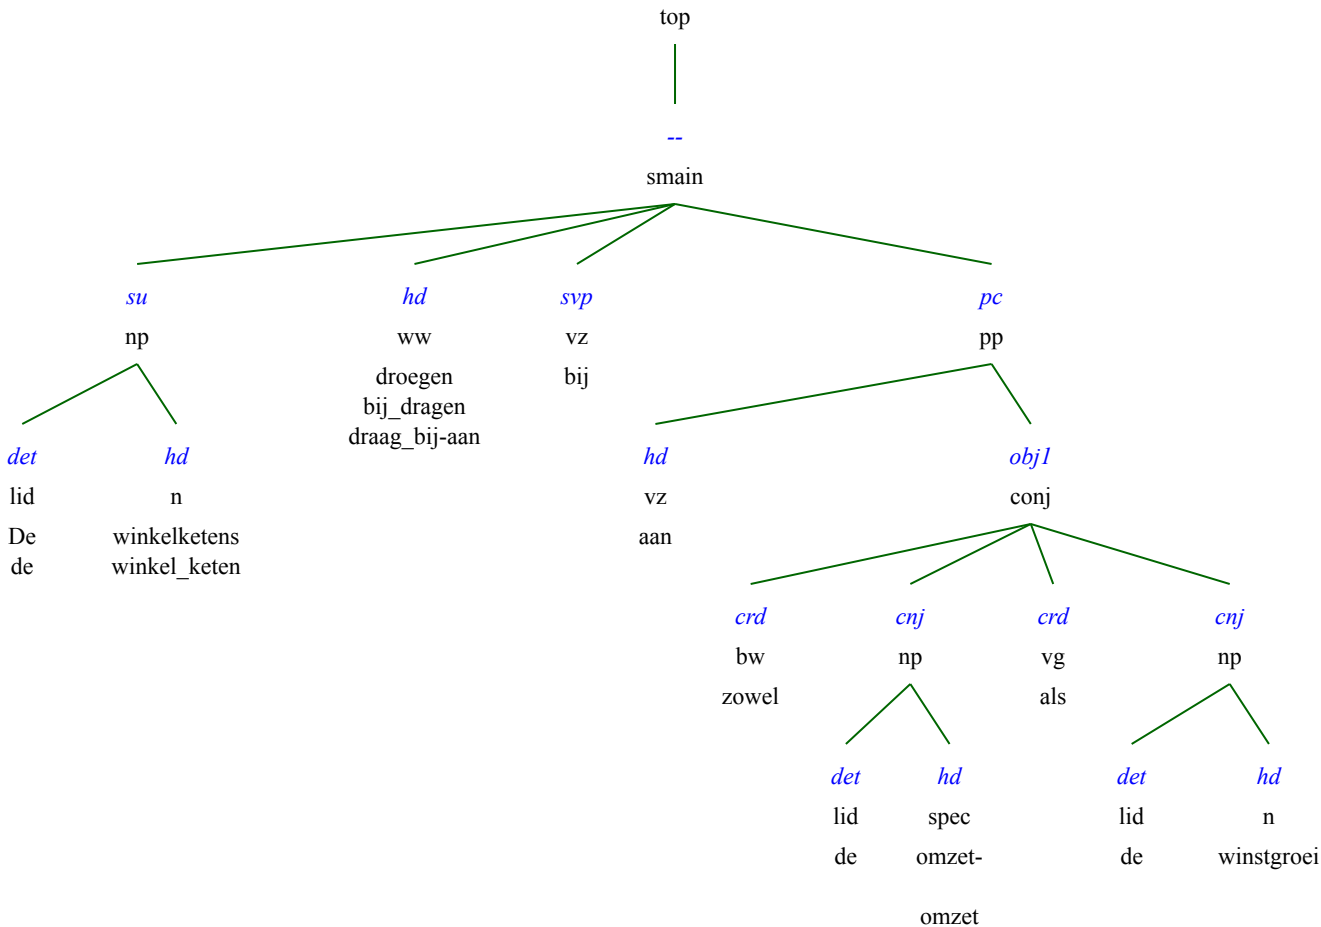 top
--
smain
su hd svp pc
np ww vz pp
droegen bij
bij_dragen
draag_bij-aan
det hd hd obj1
lid n vz conj
De winkelketens aan
de winkel_keten
crd cnj crd cnj
bw np vg np
zowel als
det hd det hd
lid spec lid n
de omzet- de winstgroei
omzet